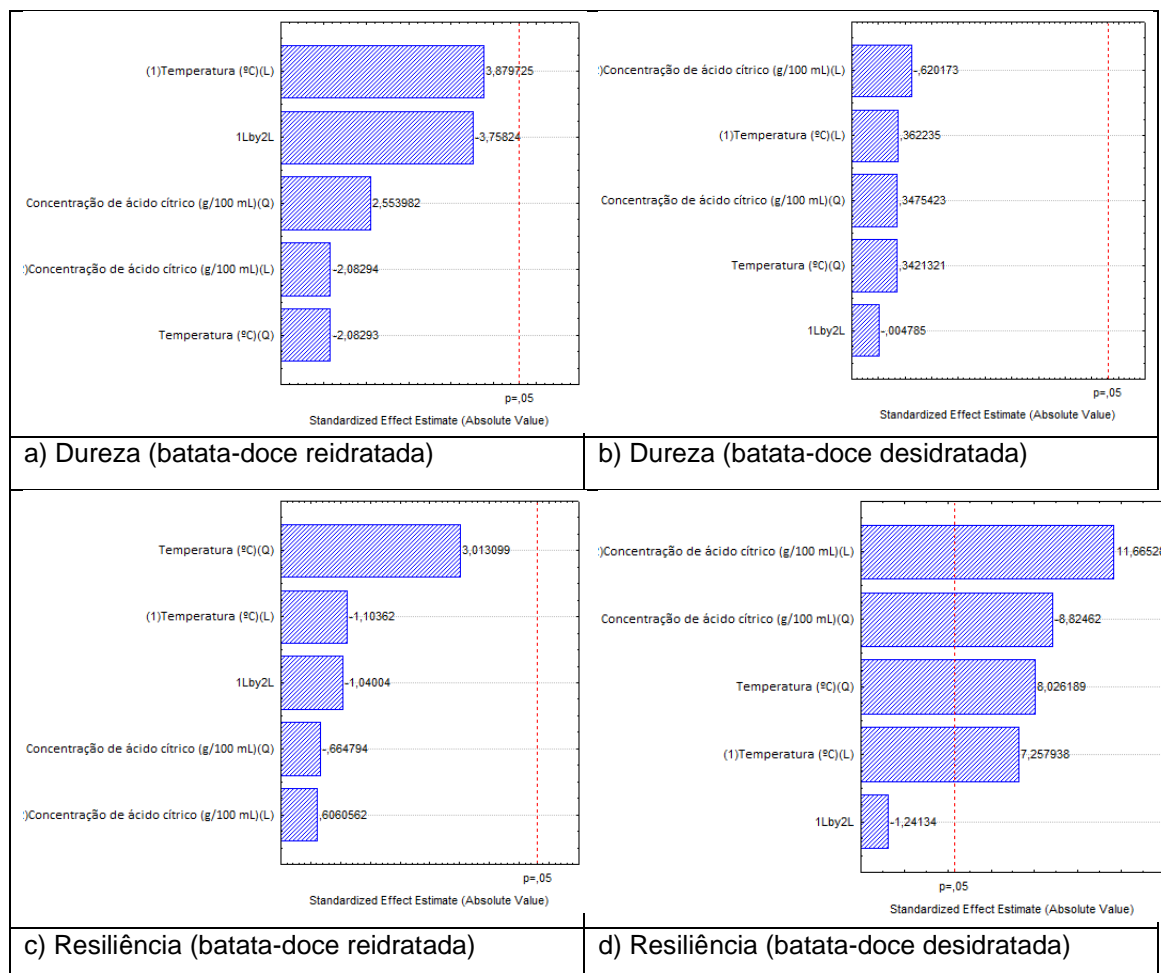 (1)Temperatura (ºC)(L)
3,879725
1Lby2L
-3,75824
Concentração de ácido cítrico (g/100 mL)(Q)
2,553982
:)Concentração de ácido cítrico (g/100 mL)(L)
-2,08294
Temperatura (ºC)(Q)
-2,08293
p=,05
Standardized Effect Estimate (Absolute Value)
:)Concentração de ácido cítrico (g/100 mL)(L)
-,620173
(1)Temperatura (ºC)(L)
,362235
Concentração de ácido cítrico (g/100 mL)(Q)
,3475423
Temperatura (ºC)(Q)
,3421321
1Lby2L
-,004785
p=,05
Standardized Effect Estimate (Absolute Value)
a) Dureza (batata-doce reidratada)
b) Dureza (batata-doce desidratada)
Temperatura (ºC)(Q)
3,013099
(1)Temperatura (ºC)(L)
-1,10362
1Lby2L
-1,04004
Concentração de ácido cítrico (g/100 mL)(Q)
-,664794
:)Concentração de ácido cítrico (g/100 mL)(L)
,6060562
p=,05
Standardized Effect Estimate (Absolute Value)
:)Concentração de ácido cítrico (g/100 mL)(L)
11,66528
Concentração de ácido cítrico (g/100 mL)(Q)
-8,82462
Temperatura (ºC)(Q)
8,026189
(1)Temperatura (ºC)(L)
7,257938
1Lby2L
-1,24134
p=,05
Standardized Effect Estimate (Absolute Value)
c) Resiliência (batata-doce reidratada)
d) Resiliência (batata-doce desidratada)